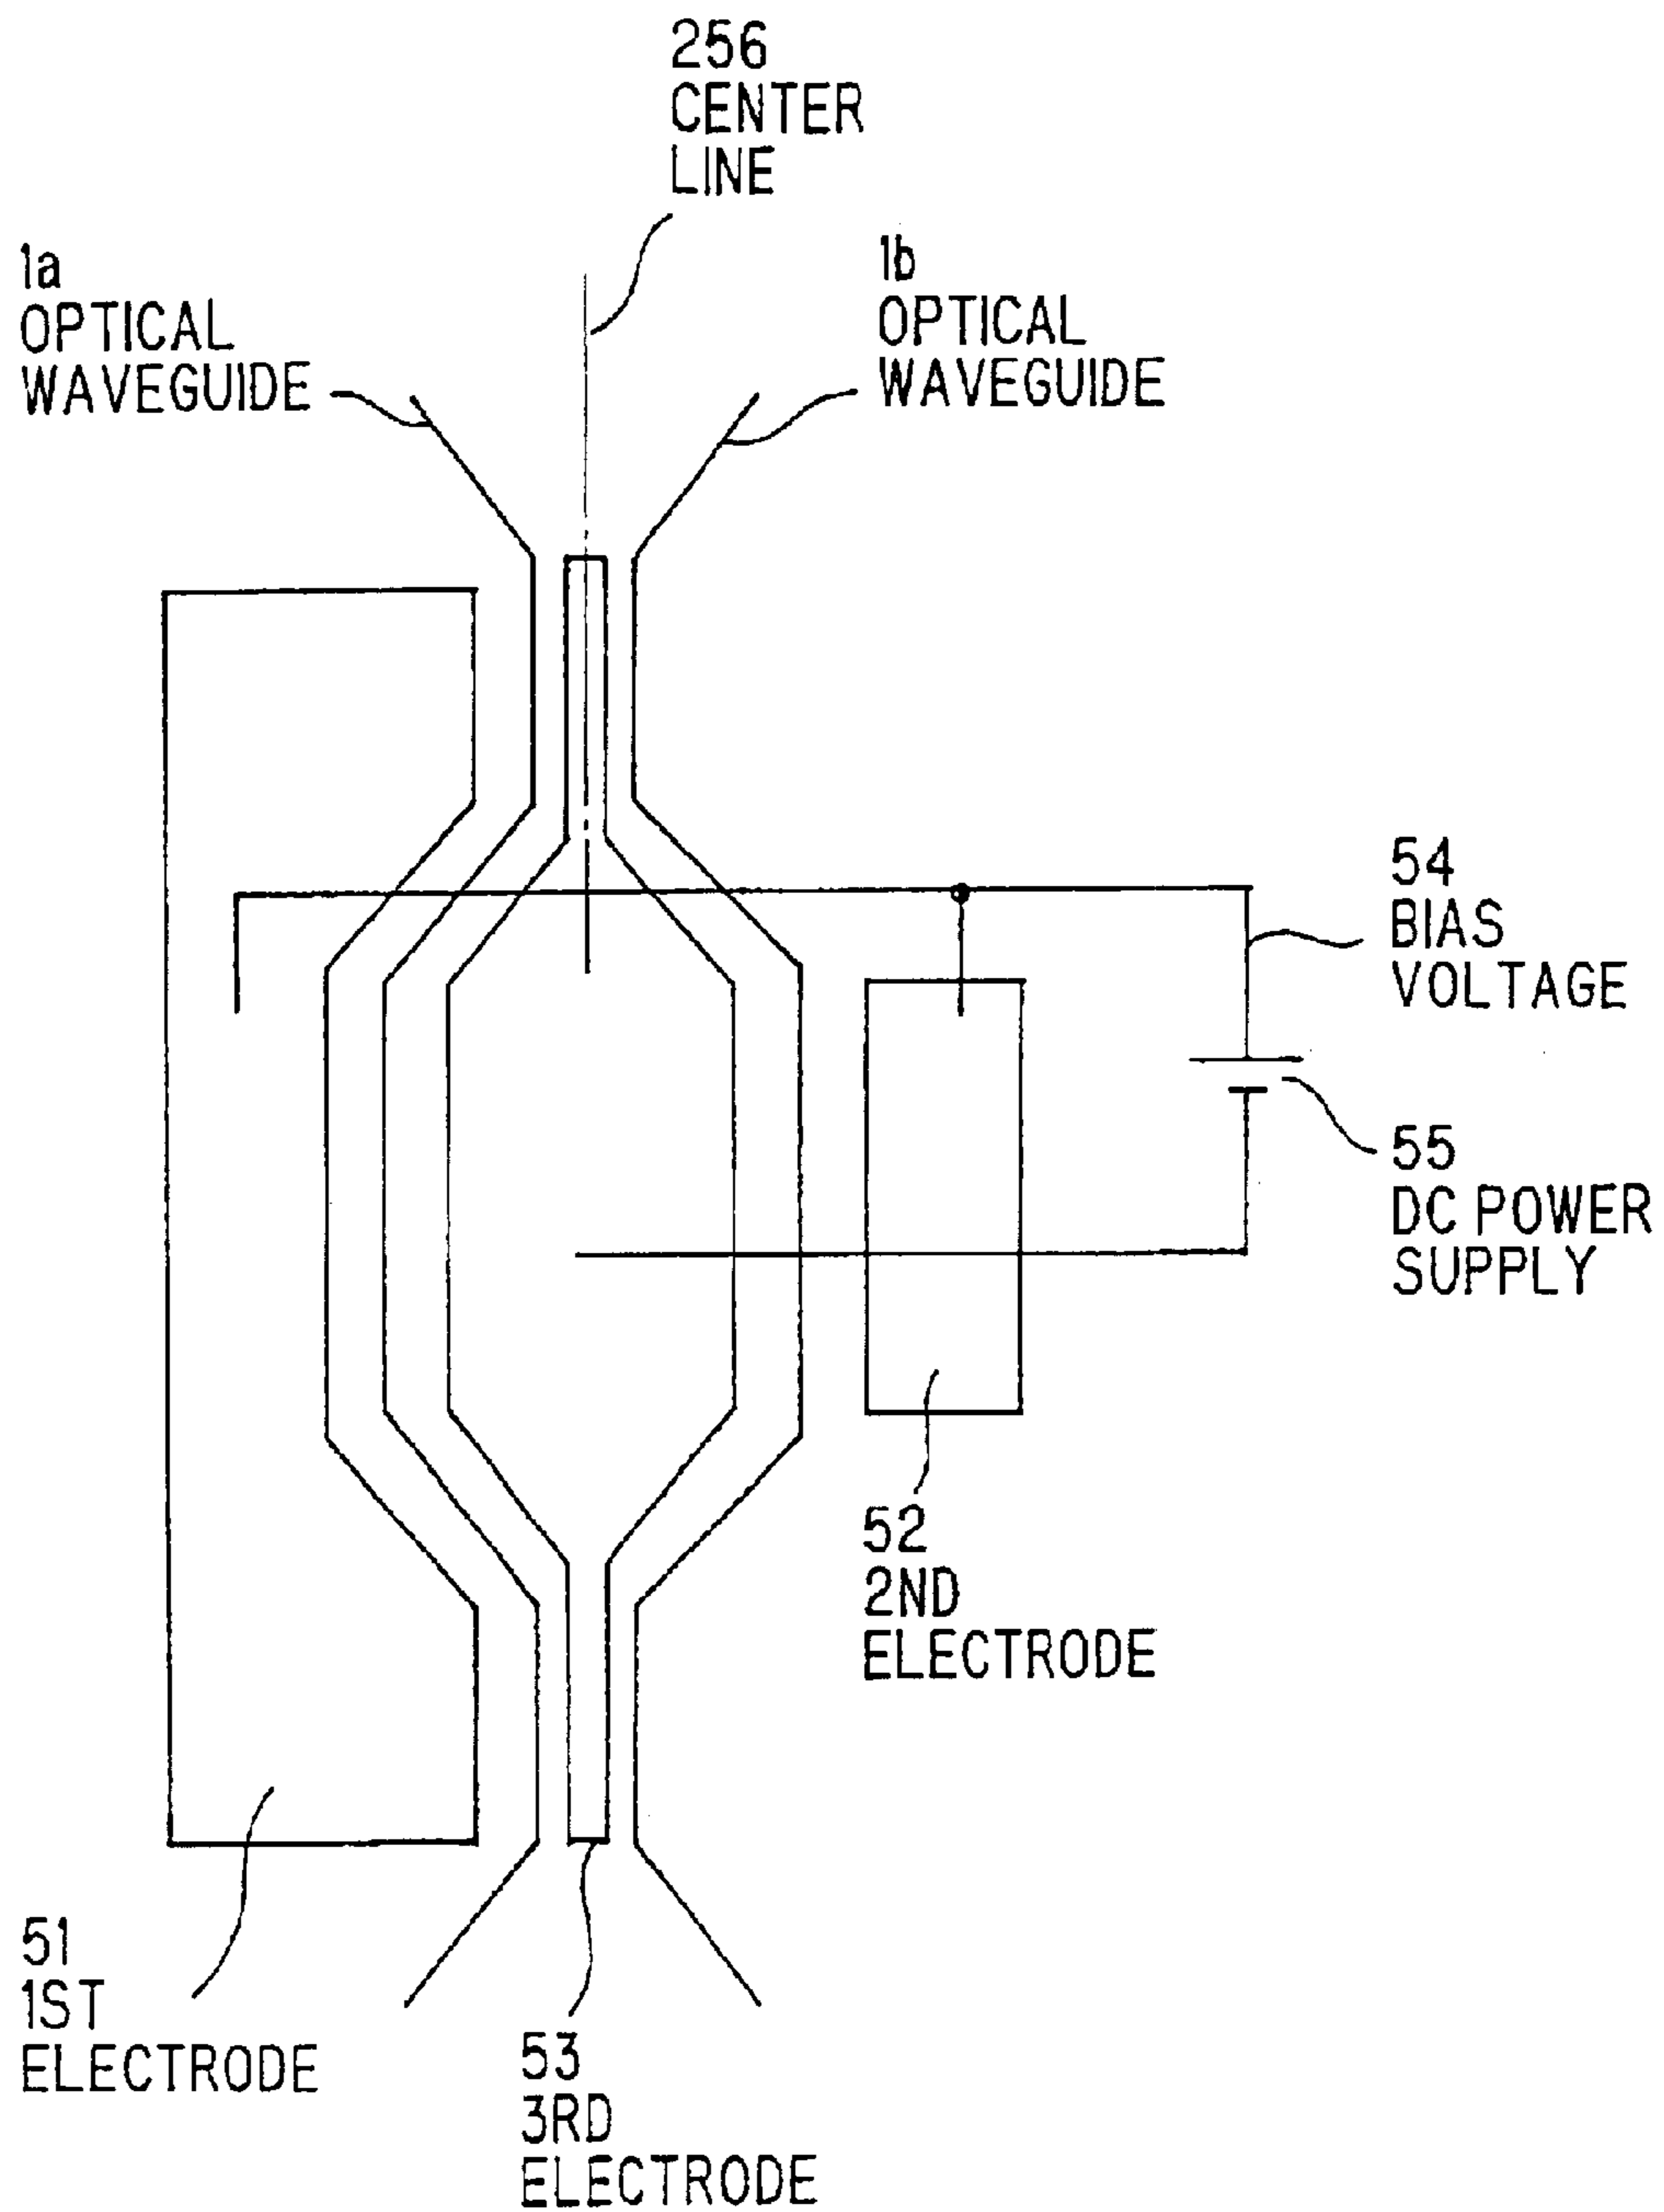 256
CENTER
LINE
1a
OPTICAL
WAVEGUIDE
1b
OPTICAL
WAVEGUIDE
54
BIAS
VOLTAGE
55
DC POWER
SUPPLY
52
2ND
ELECTRODE
51
1ST
ELECTRODE
53
3RD
ELECTRODE